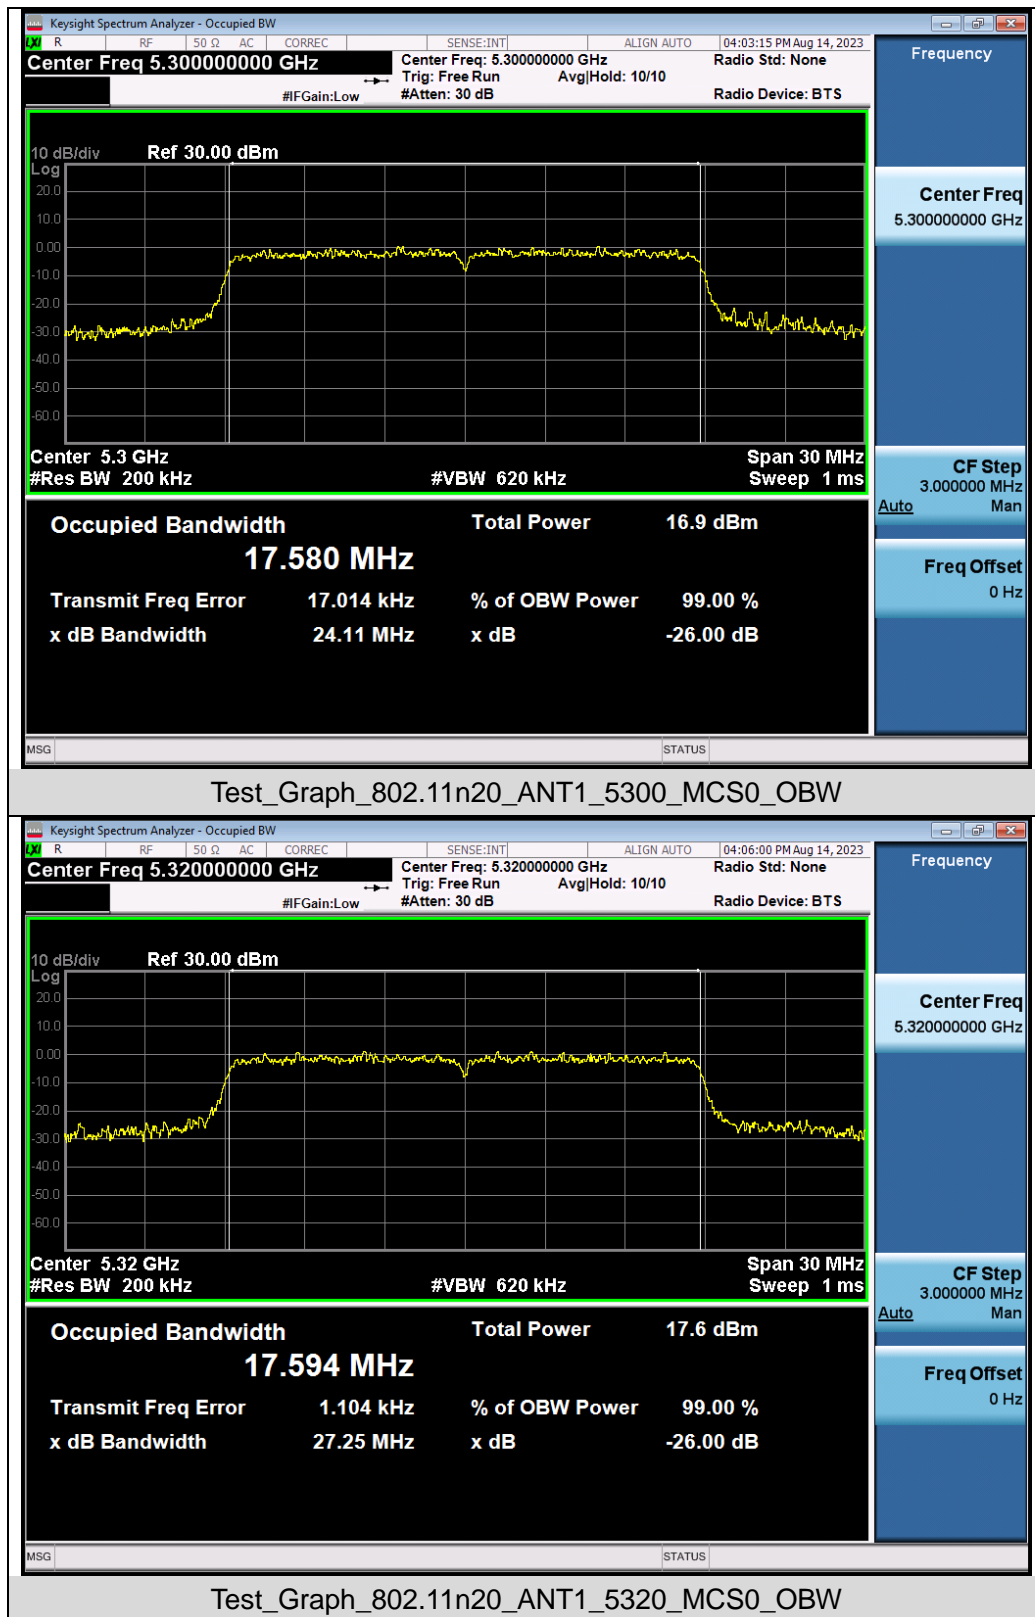 Keysight Spectrum Analyzer - Occupied BW
LXI R RF 50 Ω AC CORREC SENSE:INT ALIGN AUTO 04:03:15 PM Aug 14, 2023
Center Freq 5.300000000 GHz
Center Freq: 5.300000000 GHz
Radio Std: None
Trig: Free Run Avg|Hold: 10/10
#IFGain:Low
#Atten: 30 dB
Radio Device: BTS
10 dB/div Ref 30.00 dBm
Log
20.0
10.0
0.00
-10.0
-20.0
-30.0
-40.0
-50.0
-60.0
Center 5.3 GHz Span 30 MHz
#Res BW 200 kHz #VBW 620 kHz Sweep 1 ms
Occupied Bandwidth Total Power 16.9 dBm
17.580 MHz
Transmit Freq Error 17.014 kHz % of OBW Power 99.00 %
x dB Bandwidth 24.11 MHz x dB -26.00 dB
MSG STATUS
Frequency
Center Freq
5.300000000 GHz
CF Step
3.000000 MHz
Auto Man
Freq Offset
0 Hz
Test_Graph_802.11n20_ANT1_5300_MCS0_OBW
Keysight Spectrum Analyzer - Occupied BW
LXI R RF 50 Ω AC CORREC SENSE:INT ALIGN AUTO 04:06:00 PM Aug 14, 2023
Center Freq 5.320000000 GHz
Center Freq: 5.320000000 GHz
Radio Std: None
Trig: Free Run Avg|Hold: 10/10
#IFGain:Low
#Atten: 30 dB
Radio Device: BTS
10 dB/div Ref 30.00 dBm
Log
20.0
10.0
0.00
-10.0
-20.0
-30.0
-40.0
-50.0
-60.0
Center 5.32 GHz Span 30 MHz
#Res BW 200 kHz #VBW 620 kHz Sweep 1 ms
Occupied Bandwidth Total Power 17.6 dBm
17.594 MHz
Transmit Freq Error 1.104 kHz % of OBW Power 99.00 %
x dB Bandwidth 27.25 MHz x dB -26.00 dB
MSG STATUS
Frequency
Center Freq
5.320000000 GHz
CF Step
3.000000 MHz
Auto Man
Freq Offset
0 Hz
Test_Graph_802.11n20_ANT1_5320_MCS0_OBW